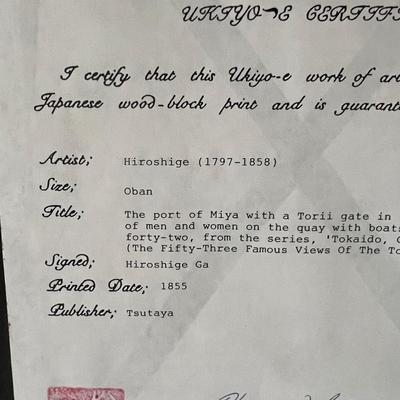 UKIYO-E CERTIFI
I certify that this Ukiyo-e work of ar
Japanese wood-block print and is guarant
Artist; Hiroshige (1797-1858)
Size; Oban
Title; The port of Miya with a Torii gate in
of men and women on the quay with boats
forty-two, from the series, 'Tokaido, G
(The Fifty-Three Famous Views Of The To
Signed; Hiroshige Ga
Printed Date; 1855
Publisher; Tsutaya